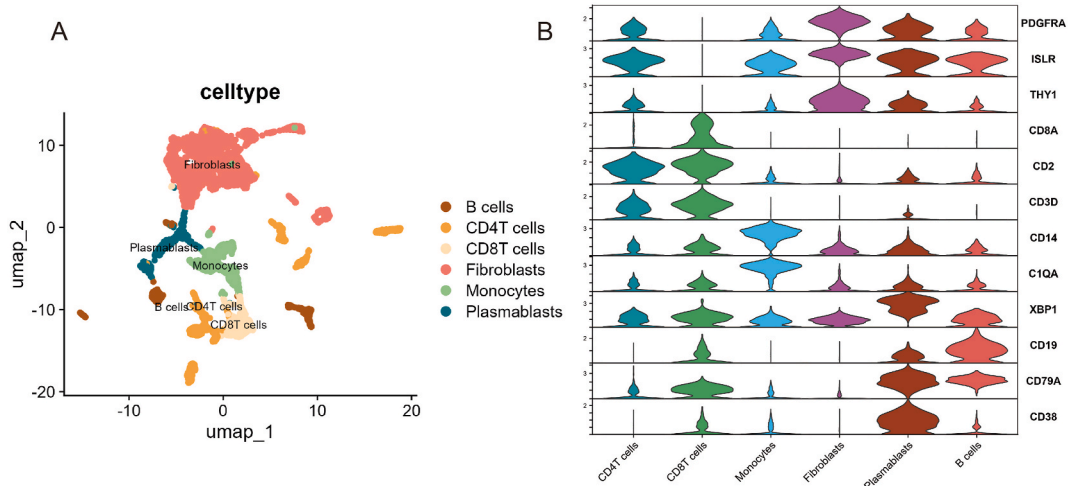 A
celltype
umap_2
10
0
-10
-20
Fibroblasts
Plasmablasts
Monocytes
B cells
CD4T cells
CD8T cells
-10
0
10
20
umap_1
B cells
CD4T cells
CD8T cells
Fibroblasts
Monocytes
Plasmablasts
B
2
PDGFRA
3
ISLR
3
THY1
2
CD8A
2
CD2
2
CD3D
3
CD14
3
C1QA
3
XBP1
2
CD19
3
CD79A
2
CD38
CD4T cells
CD8T cells
Monocytes
Fibroblasts
Plasmablasts
B cells